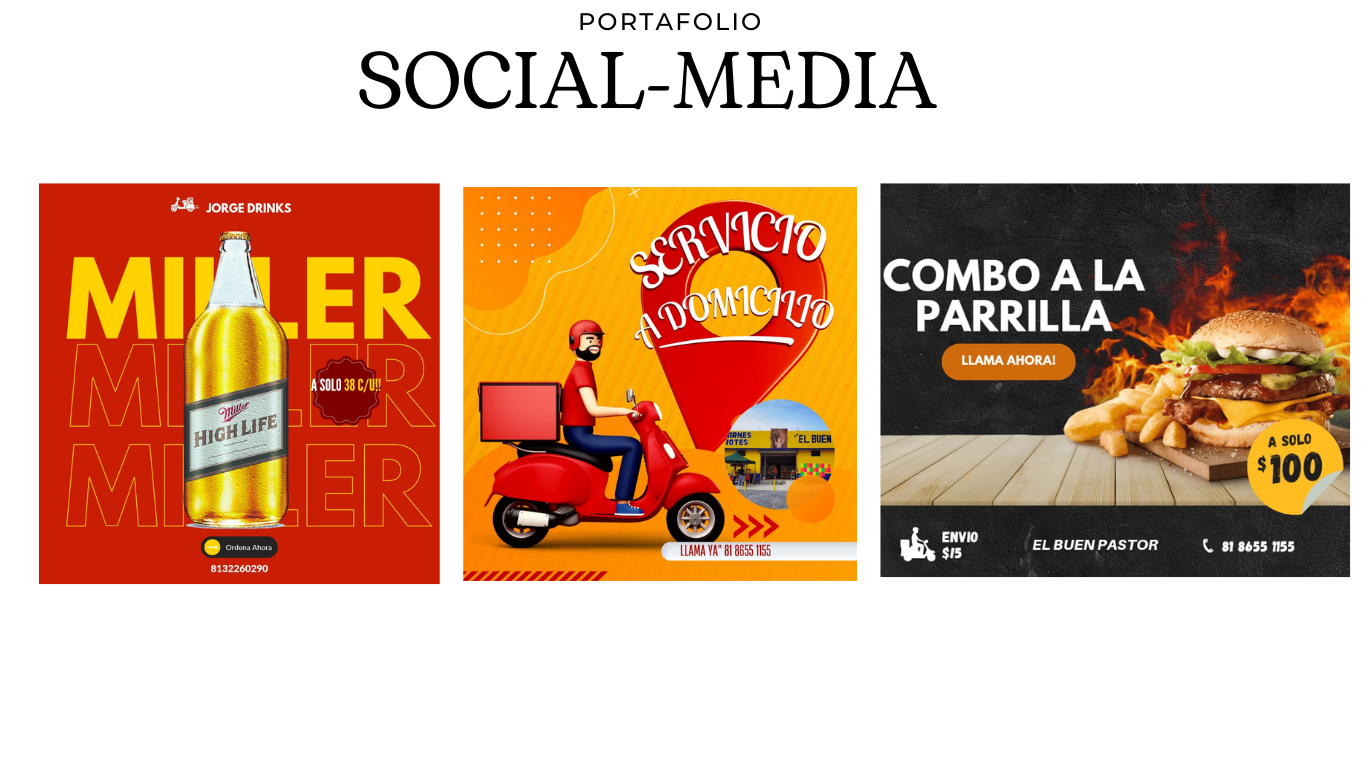 PORTAFOLIO
SOCIAL-MEDIA
JORGE DRINKS
MILLER
MILLER
MILLER
A SOLO 38 C/U!!
Miller
HIGH LIFE
Ordena Ahora
8132260290
SERVICIO
A DOMICILIO
"EL BUEN
LLAMA YA" 81 8655 1155
COMBO A LA
PARRILLA
LLAMA AHORA!
A SOLO
$100
ENVIO
$15
EL BUEN PASTOR
81 8655 1155